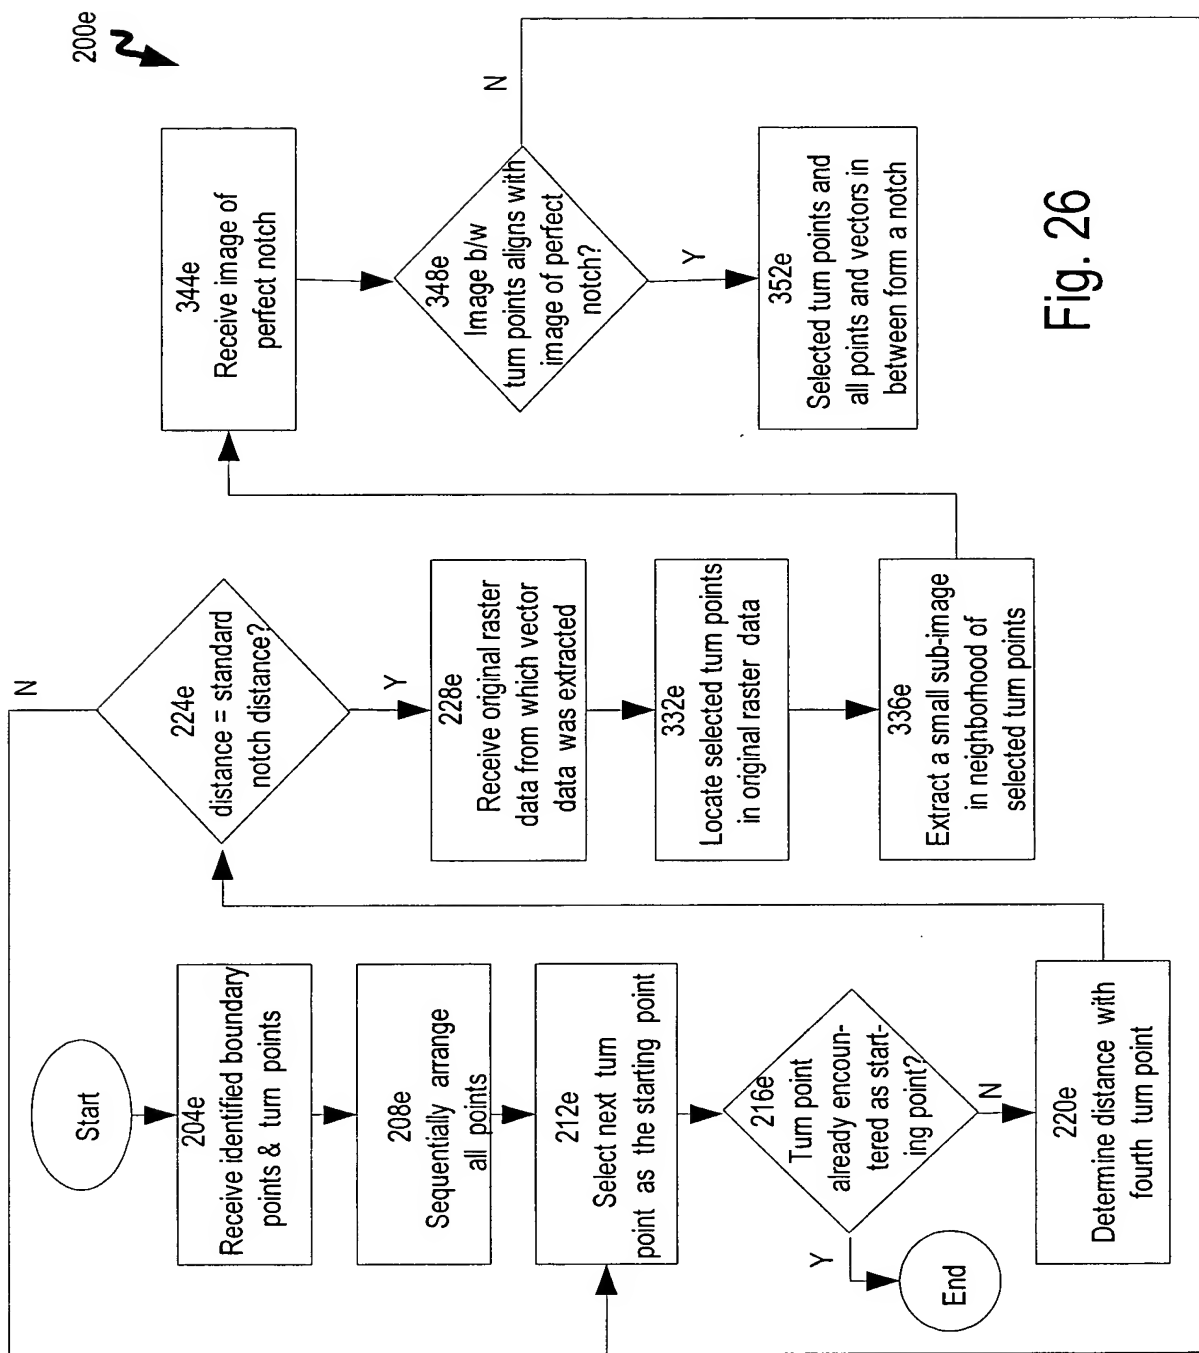 200e
Start
204e
Receive identified boundary
points & turn points
208e
Sequentially arrange
all points
212e
Select next turn
point as the starting point
216e
Turn point
already encoun-
tered as start-
ing point?
Y
N
End
220e
Determine distance with
fourth turn point
224e
distance = standard
notch distance?
N
Y
228e
Receive original raster
data from which vector
data was extracted
332e
Locate selected turn points
in original raster data
336e
Extract a small sub-image
in neighborhood of
selected turn points
344e
Receive image of
perfect notch
348e
Image b/w
turn points aligns with
image of perfect
notch?
N
Y
352e
Selected turn points and
all points and vectors in
between form a notch
Fig. 26